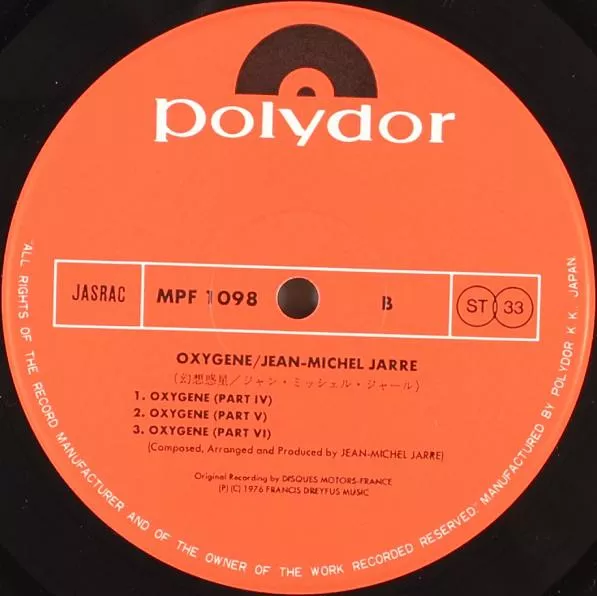 polydor
JASRAC
MPF 1098
B
ST 33
OXYGENE/JEAN-MICHEL JARRE
(幻想惑星/ジャン・ミッシェル・ジャール)
1. OXYGENE (PART IV)
2. OXYGENE (PART V)
3. OXYGENE (PART VI)
(Composed, Arranged and Produced by JEAN-MICHEL JARRE)
Original Recording by DISQUES MOTORS-FRANCE
(P) (C) 1976 FRANCIS DREYFUS MUSIC
"ALL RIGHTS OF THE RECORD MANUFACTURER AND OF THE OWNER OF THE WORK RECORDED RESERVED." MANUFACTURED BY POLYDOR K.K. JAPAN.